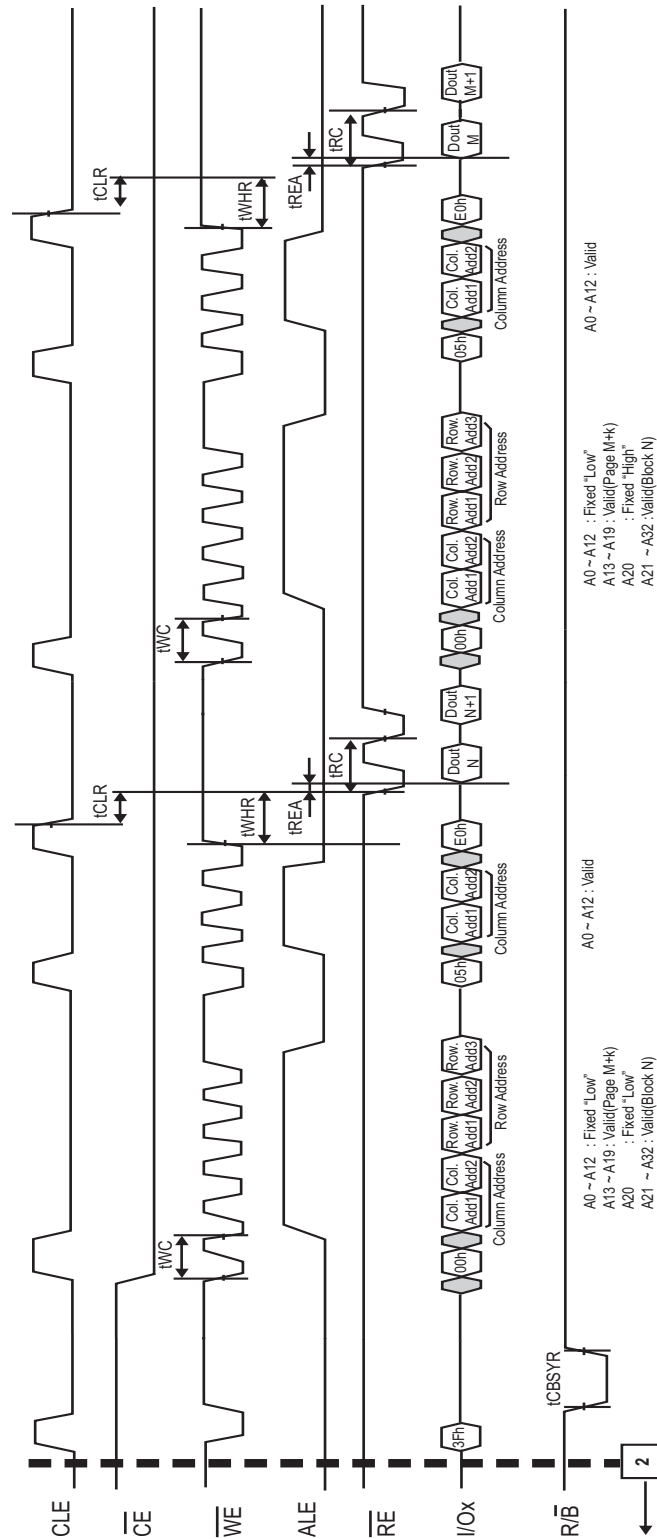 CLE
tCLR
tCLR
CE
WE
tWC
tWHR
tWC
tWHR
ALE
tREA
tREA
RE
tRC
tRC
I/Ox
3Fh
00h
Col. Add1
Col. Add2
Row. Add1
Row. Add2
Row. Add3
05h
Col. Add1
Col. Add2
E0h
Dout N
Dout N+1
00h
Col. Add1
Col. Add2
Row. Add1
Row. Add2
Row. Add3
05h
Col. Add1
Col. Add2
E0h
Dout M
Dout M+1
Column Address
Row Address
Column Address
Column Address
Row Address
Column Address
R/B
tCBSYR
A0 ~ A12 : Fixed "Low"
A13 ~ A19 : Valid(Page M+k)
A20 : Fixed "Low"
A21 ~ A32 : Valid(Block N)
A0 ~ A12 : Valid
A0 ~ A12 : Fixed "Low"
A13 ~ A19 : Valid(Page M+k)
A20 : Fixed "High"
A21 ~ A32 :Valid(Block N)
A0 ~ A12 : Valid
2